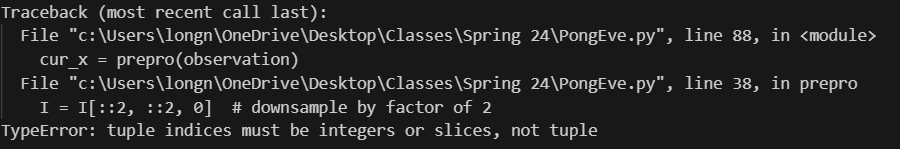 Traceback (most recent call last):
  File "c:\Users\longn\OneDrive\Desktop\Classes\Spring 24\PongEve.py", line 88, in <module>
    cur_x = prepro(observation)
  File "c:\Users\longn\OneDrive\Desktop\Classes\Spring 24\PongEve.py", line 38, in prepro
    I = I[::2, ::2, 0]  # downsample by factor of 2
TypeError: tuple indices must be integers or slices, not tuple